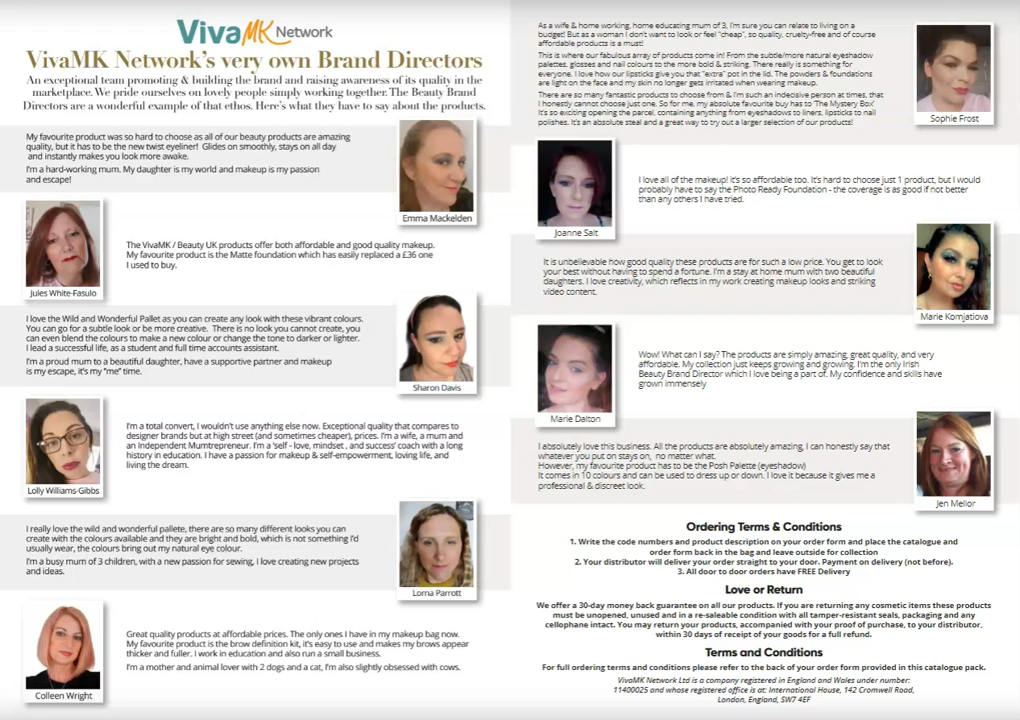 VivaMK Network
VivaMK Network's very own Brand Directors
An exceptional team promoting & building the brand and raising awareness of its quality in the
marketplace. We pride ourselves on lovely people simply working together. The Beauty Brand
Directors are a wonderful example of that ethos. Here's what they have to say about the products.
My favourite product was so hard to choose as all of our beauty products are amazing
quality, but it has to be the new twist eyeliner! Glides on smoothly, stays on all day
and instantly makes you look more awake.
I'm a hard-working mum. My daughter is my world and makeup is my passion
and escape!
Emma Mackelden
The VivaMK / Beauty UK products offer both affordable and good quality makeup.
My favourite product is the Matte foundation which has easily replaced a £36 one
I used to buy.
Jules White-Fasulo
I love the Wild and Wonderful Pallet as you can create any look with these vibrant colours.
You can go for a subtle look or be more creative. There is no look you cannot create, you
can even blend the colours to make a new colour or change the tone to darker or lighter.
I lead a successful life, as a student and full time accounts assistant.
I'm a proud mum to a beautiful daughter, have a supportive partner and makeup
is my escape, it's my "me" time.
Sharon Davis
I'm a total convert, I wouldn't use anything else now. Exceptional quality that compares to
designer brands but at high street (and sometimes cheaper), prices. I'm a wife, a mum and
an Independent Mumtrepreneur. I'm a 'self - love, mindset , and success' coach with a long
history in education. I have a passion for makeup & self-empowerment, loving life, and
living the dream.
Lolly Williams-Gibbs
I really love the wild and wonderful pallete, there are so many different looks you can
create with the colours available and they are bright and bold, which is not something I'd
usually wear, the colours bring out my natural eye colour.
I'm a busy mum of 3 children, with a new passion for sewing, I love creating new projects
and ideas.
Lorna Parrott
Great quality products at affordable prices. The only ones I have in my makeup bag now.
My favourite product is the brow definition kit, it's easy to use and makes my brows appear
thicker and fuller. I work in education and also run a small business.
I'm a mother and animal lover with 2 dogs and a cat, I'm also slightly obsessed with cows.
Colleen Wright
As a wife & home working, home educating mum of 3, I'm sure you can relate to living on a
budget! But as a woman I don't want to look or feel "cheap", so quality, cruelty-free and of course
affordable products is a must!
This is where our fabulous array of products come in! From the subtle/more natural eyeshadow
palettes, glosses and nail colours to the more bold & striking. There really is something for
everyone. I love how our lipsticks give you that "extra" pot in the lid. The powders & foundations
are light on the face and my skin no longer gets irritated when wearing makeup.
There are so many fantastic products to choose from & I'm such an indecisive person at times, that
I honestly cannot choose just one. So for me, my absolute favourite buy has to 'The Mystery Box'
It's so exciting opening the parcel, containing anything from eyeshadows to liners, lipsticks to nail
polishes. It's an absolute steal and a great way to try out a larger selection of our products!
Sophie Frost
I love all of the makeup! it's so affordable too. It's hard to choose just 1 product, but I would
probably have to say the Photo Ready Foundation - the coverage is as good if not better
than any others I have tried.
Joanne Salt
It is unbelievable how good quality these products are for such a low price. You get to look
your best without having to spend a fortune. I'm a stay at home mum with two beautiful
daughters. I love creativity, which reflects in my work creating makeup looks and striking
video content.
Marie Komjatiova
Wow! What can I say? The products are simply amazing, great quality, and very
affordable. My collection just keeps growing and growing. I'm the only Irish
Beauty Brand Director which I love being a part of. My confidence and skills have
grown immensely
Marie Dalton
I absolutely love this business. All the products are absolutely amazing, I can honestly say that
whatever you put on stays on, no matter what.
However, my favourite product has to be the Posh Palette (eyeshadow)
It comes in 10 colours and can be used to dress up or down. I love it because it gives me a
professional & discreet look.
Jen Mellor
Ordering Terms & Conditions
1. Write the code numbers and product description on your order form and place the catalogue and
order form back in the bag and leave outside for collection
2. Your distributor will deliver your order straight to your door. Payment on delivery (not before).
3. All door to door orders have FREE Delivery
Love or Return
We offer a 30-day money back guarantee on all our products. If you are returning any cosmetic items these products
must be unopened, unused and in a re-saleable condition with all tamper-resistant seals, packaging and any
cellophane intact. You may return your products, accompanied with your proof of purchase, to your distributor,
within 30 days of receipt of your goods for a full refund.
Terms and Conditions
For full ordering terms and conditions please refer to the back of your order form provided in this catalogue pack.
VivaMK Network Ltd is a company registered in England and Wales under number:
11400025 and whose registered office is at: International House, 142 Cromwell Road,
London, England, SW7 4EF